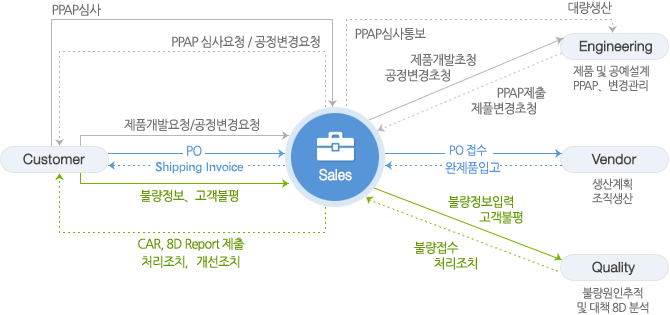 PPAP심사
대량생산
PPAP 심사요청 / 공정변경요청
PPAP심사통보
Engineering
제품개발초청
공정변경초청
제품 및 공예설계
PPAP、변경관리
PPAP제출
제풀변경초청
제품개발요청/공정변경요청
PO
PO 접수
Customer
Shipping Invoice
Sales
완제품입고
Vendor
생산계획
조직생산
불량정보、고객불평
불량정보입력
고객불평
CAR, 8D Report 제출
처리조치, 개선조치
불량접수
처리조치
Quality
불량원인추적
및 대책 8D 분석